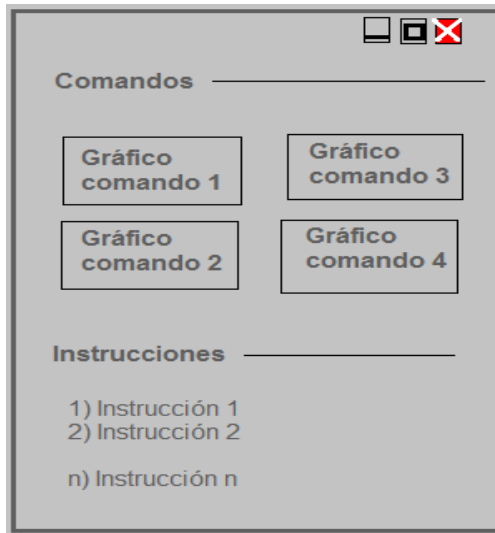 Comandos
Gráfico
comando 1
Gráfico
comando 3
Gráfico
comando 2
Gráfico
comando 4
Instrucciones
1) Instrucción 1
2) Instrucción 2
n) Instrucción n